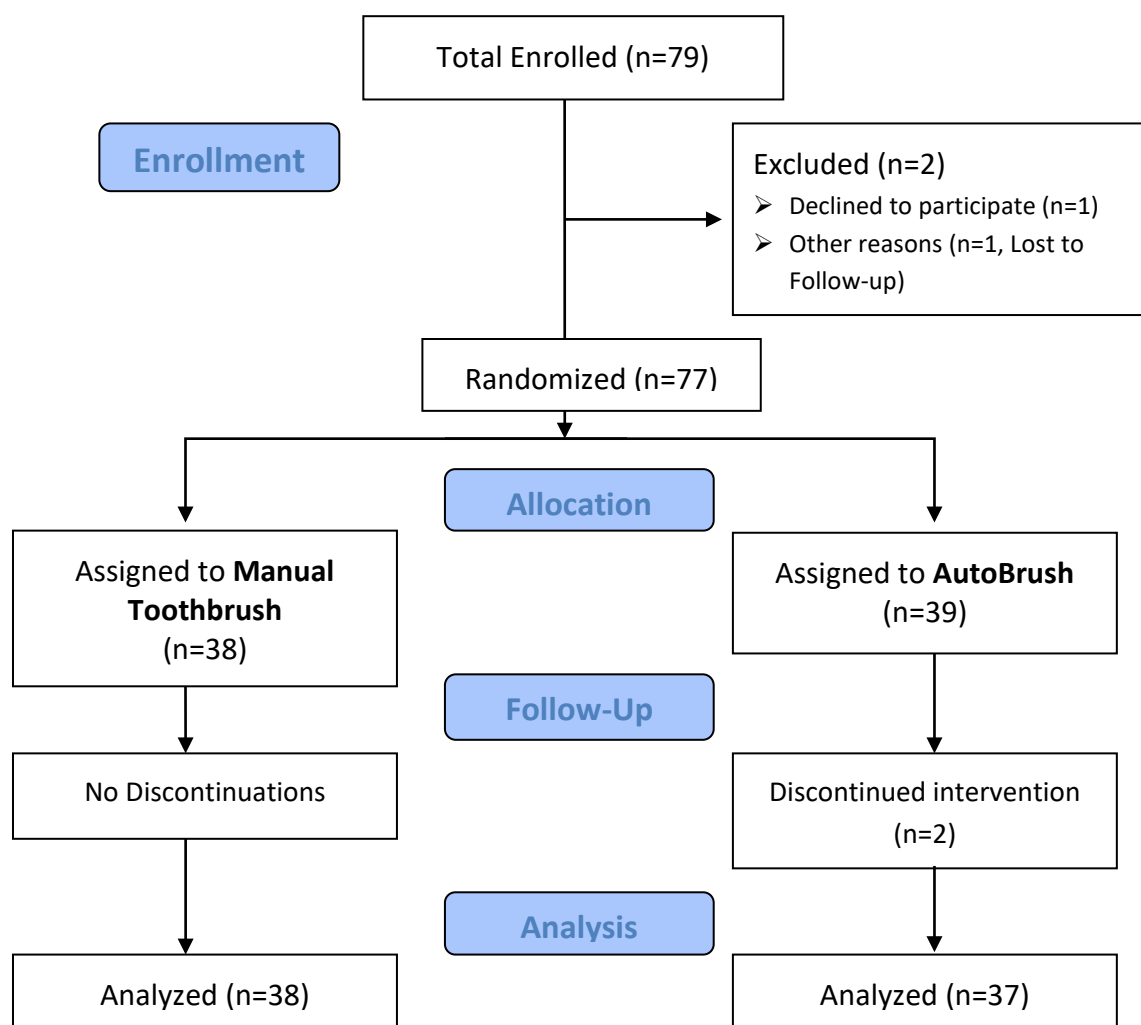 Total Enrolled (n=79)
Enrollment
Excluded (n=2)
➢ Declined to participate (n=1)
➢ Other reasons (n=1, Lost to
Follow-up)
Randomized (n=77)
Allocation
Assigned to Manual
Toothbrush
(n=38)
Assigned to AutoBrush
(n=39)
Follow-Up
No Discontinuations
Discontinued intervention
(n=2)
Analysis
Analyzed (n=38)
Analyzed (n=37)